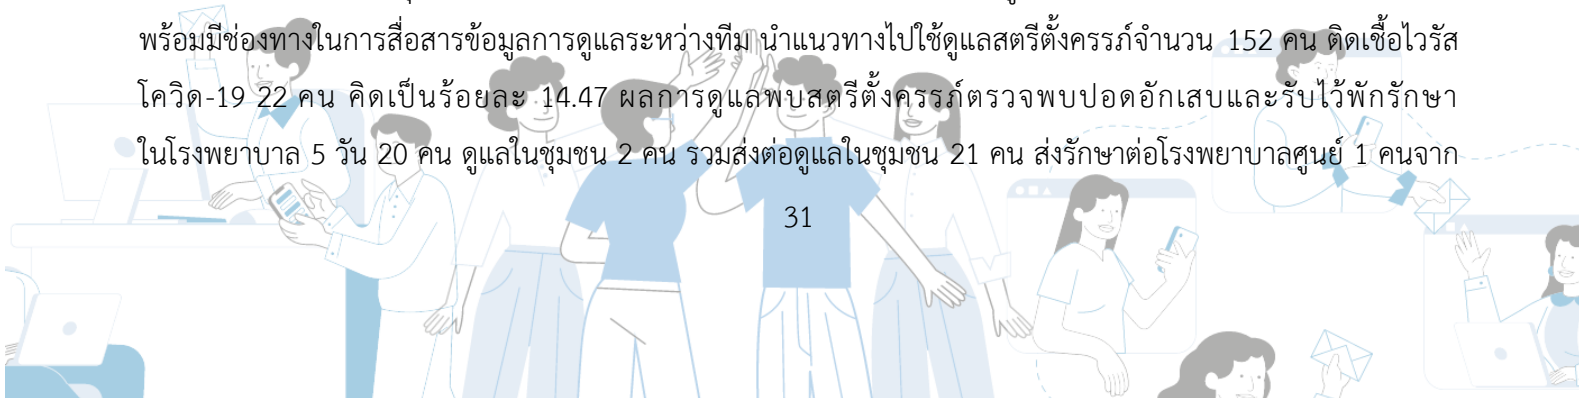 พร้อมมีช่องทางในการสื่อสารข้อมูลการดูแลระหว่างทีม นำแนวทางไปใช้ดูแลสตรีตั้งครรภ์จำนวน 152 คน ติดเชื้อไวรัส
โควิด-19 22 คน คิดเป็นร้อยละ 14.47 ผลการดูแลพบสตรีตั้งครรภ์ตรวจพบปอดอักเสบและรับไว้พักรักษา
ในโรงพยาบาล 5 วัน 20 คน ดูแลในชุมชน 2 คน รวมส่งต่อดูแลในชุมชน 21 คน ส่งรักษาต่อโรงพยาบาลศูนย์ 1 คนจาก
31